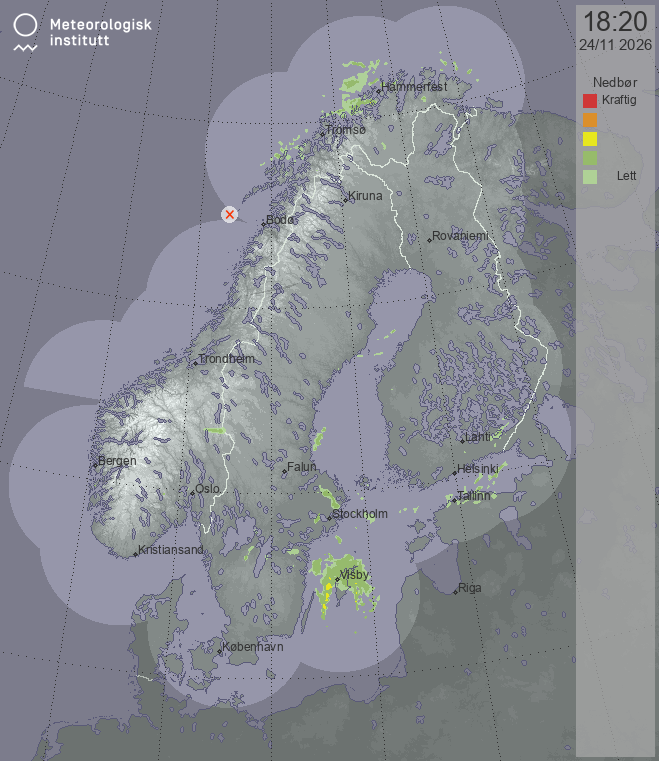 Meteorologisk
institutt
18:20
24/11 2026
Nedbør
Kraftig
Lett
Hammerfest
Tromsø
Kiruna
Bodø
Rovaniemi
Trondheim
Lahti
Bergen
Falun
Helsinki
Oslo
Tallinn
Stockholm
Kristiansand
Visby
Riga
København